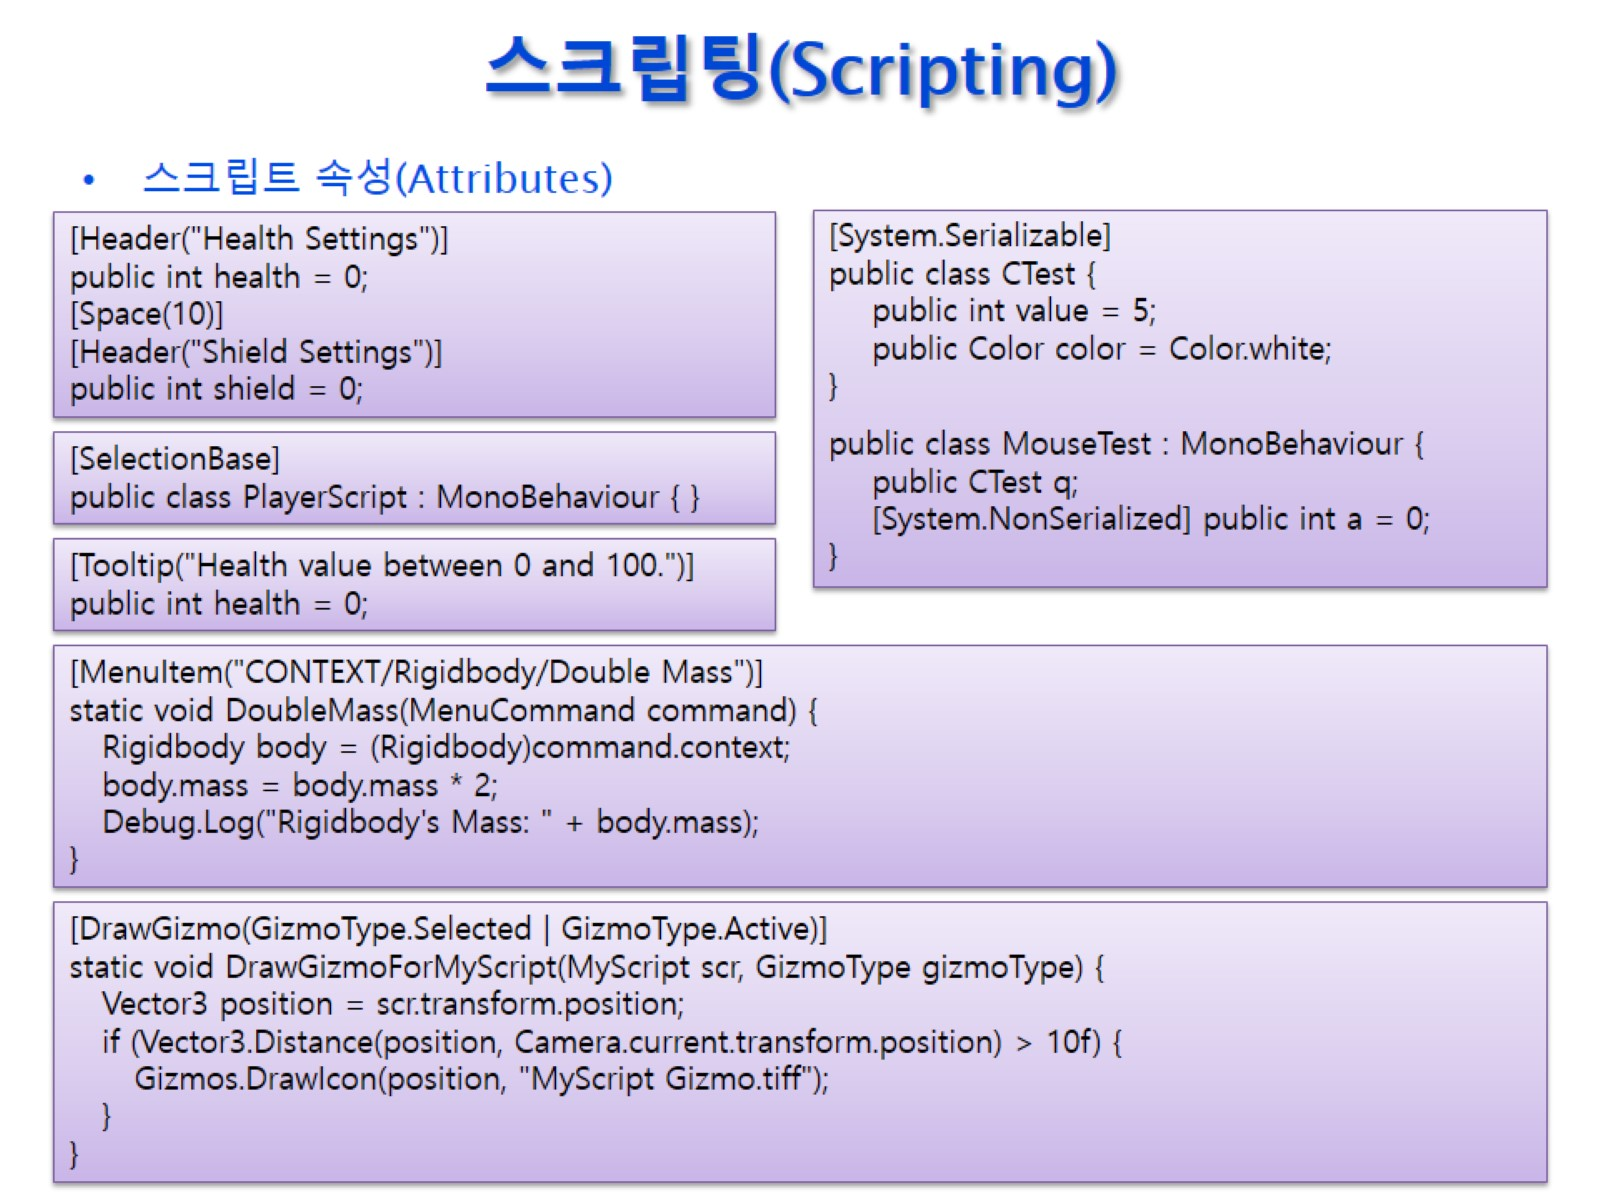 스크립팅(Scripting)
• 스크립트 속성(Attributes)
[Header("Health Settings")]
public int health = 0;
[Space(10)]
[Header("Shield Settings")]
public int shield = 0;
[SelectionBase]
public class PlayerScript : MonoBehaviour { }
[Tooltip("Health value between 0 and 100.")]
public int health = 0;
[System.Serializable]
public class CTest {
public int value = 5;
public Color color = Color.white;
}
public class MouseTest : MonoBehaviour {
public CTest q;
[System.NonSerialized] public int a = 0;
}
[MenuItem("CONTEXT/Rigidbody/Double Mass")]
static void DoubleMass(MenuCommand command) {
Rigidbody body = (Rigidbody)command.context;
body.mass = body.mass * 2;
Debug.Log("Rigidbody's Mass: " + body.mass);
}
[DrawGizmo(GizmoType.Selected | GizmoType.Active)]
static void DrawGizmoForMyScript(MyScript scr, GizmoType gizmoType) {
Vector3 position = scr.transform.position;
if (Vector3.Distance(position, Camera.current.transform.position) > 10f) {
Gizmos.DrawIcon(position, "MyScript Gizmo.tiff");
}
}